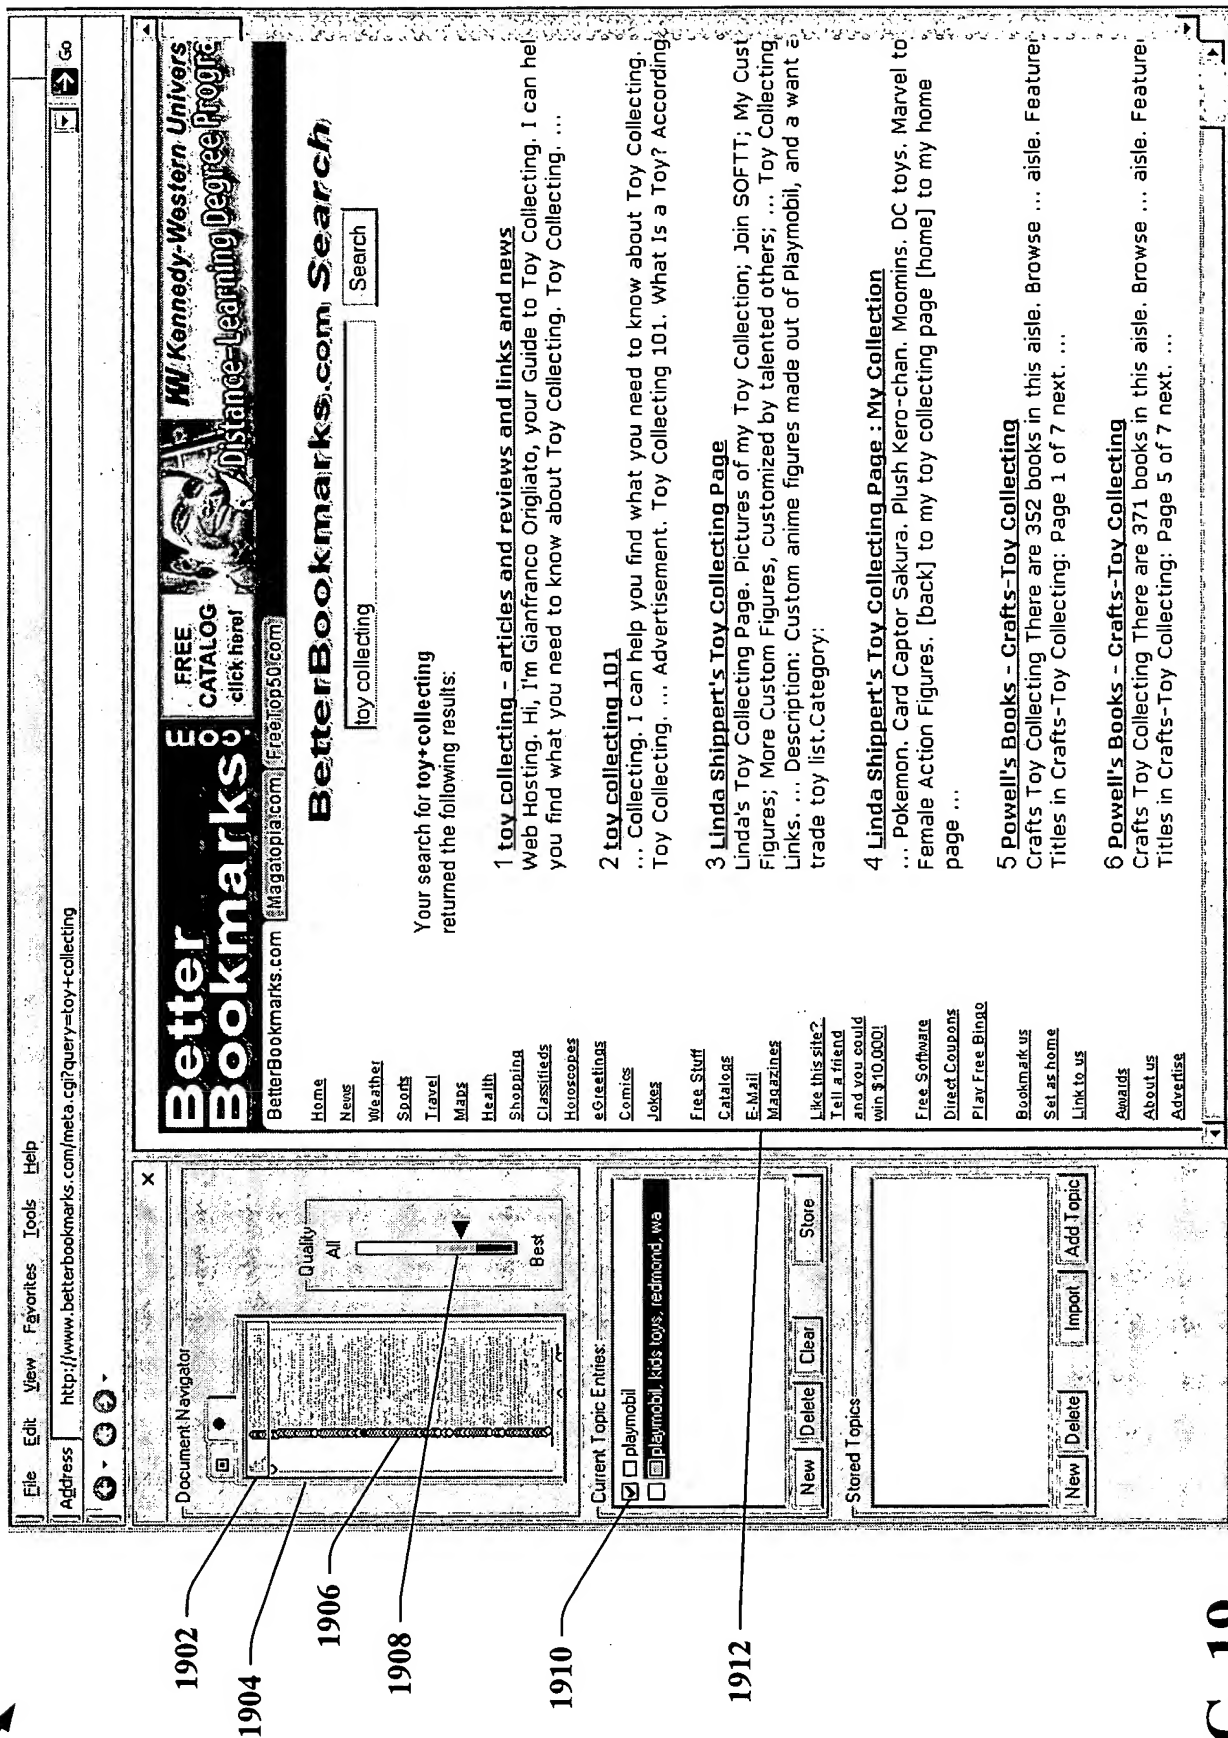 File Edit View Favorites Tools Help
Address http://www.betterbookmarks.com/meta.cgi?query=toy+collecting Go
Document Navigator
Quality
All
Best
Current Topic Entries:
playmobil
playmobil, kids toys, redmond, wa
New Delete Clear Store
Stored Topics
New Delete Import Add Topic
Better
Bookmarks.com
FREE
CATALOG
click here!
KW Kennedy-Western Univers
Distance-Learning Degree Progra
BetterBookmarks.com Magatopia.com FreeTop50.com
Home
News
Weather
Sports
Travel
Maps
Health
Shopping
Classifieds
Horoscopes
eGreetings
Comics
Jokes
Free Stuff
Catalogs
E-Mail
Magazines
Like this site?
Tell a friend
and you could
win $10,000!
Free Software
Direct Coupons
Play Free Bingo
Bookmark us
Set as home
Link to us
Awards
About us
Advertise
BetterBookmarks.com Search
toy collecting Search
Your search for toy+collecting
returned the following results:
1 toy collecting - articles and reviews and links and news
Web Hosting. Hi, I'm Gianfranco Origliato, your Guide to Toy Collecting. I can hel
you find what you need to know about Toy Collecting. Toy Collecting. ...
2 toy collecting 101
... Collecting. I can help you find what you need to know about Toy Collecting.
Toy Collecting. ... Advertisement. Toy Collecting 101. What Is a Toy? According
3 Linda Shippert's Toy Collecting Page
Linda's Toy Collecting Page. Pictures of my Toy Collection; Join SOFTT; My Cust
Figures; More Custom Figures, customized by talented others; ... Toy Collecting
Links. ... Description: Custom anime figures made out of Playmobil, and a want a
trade toy list.Category:
4 Linda Shippert's Toy Collecting Page : My Collection
... Pokemon. Card Captor Sakura. Plush Kero-chan. Moomins. DC toys. Marvel to
Female Action Figures. [back] to my toy collecting page [home] to my home
page ...
5 Powell's Books - Crafts-Toy Collecting
Crafts Toy Collecting There are 352 books in this aisle. Browse ... aisle. Featurer
Titles in Crafts-Toy Collecting: Page 1 of 7 next. ...
6 Powell's Books - Crafts-Toy Collecting
Crafts Toy Collecting There are 371 books in this aisle. Browse ... aisle. Featurer
Titles in Crafts-Toy Collecting: Page 5 of 7 next. ...
1902
1904
1906
1908
1910
1912